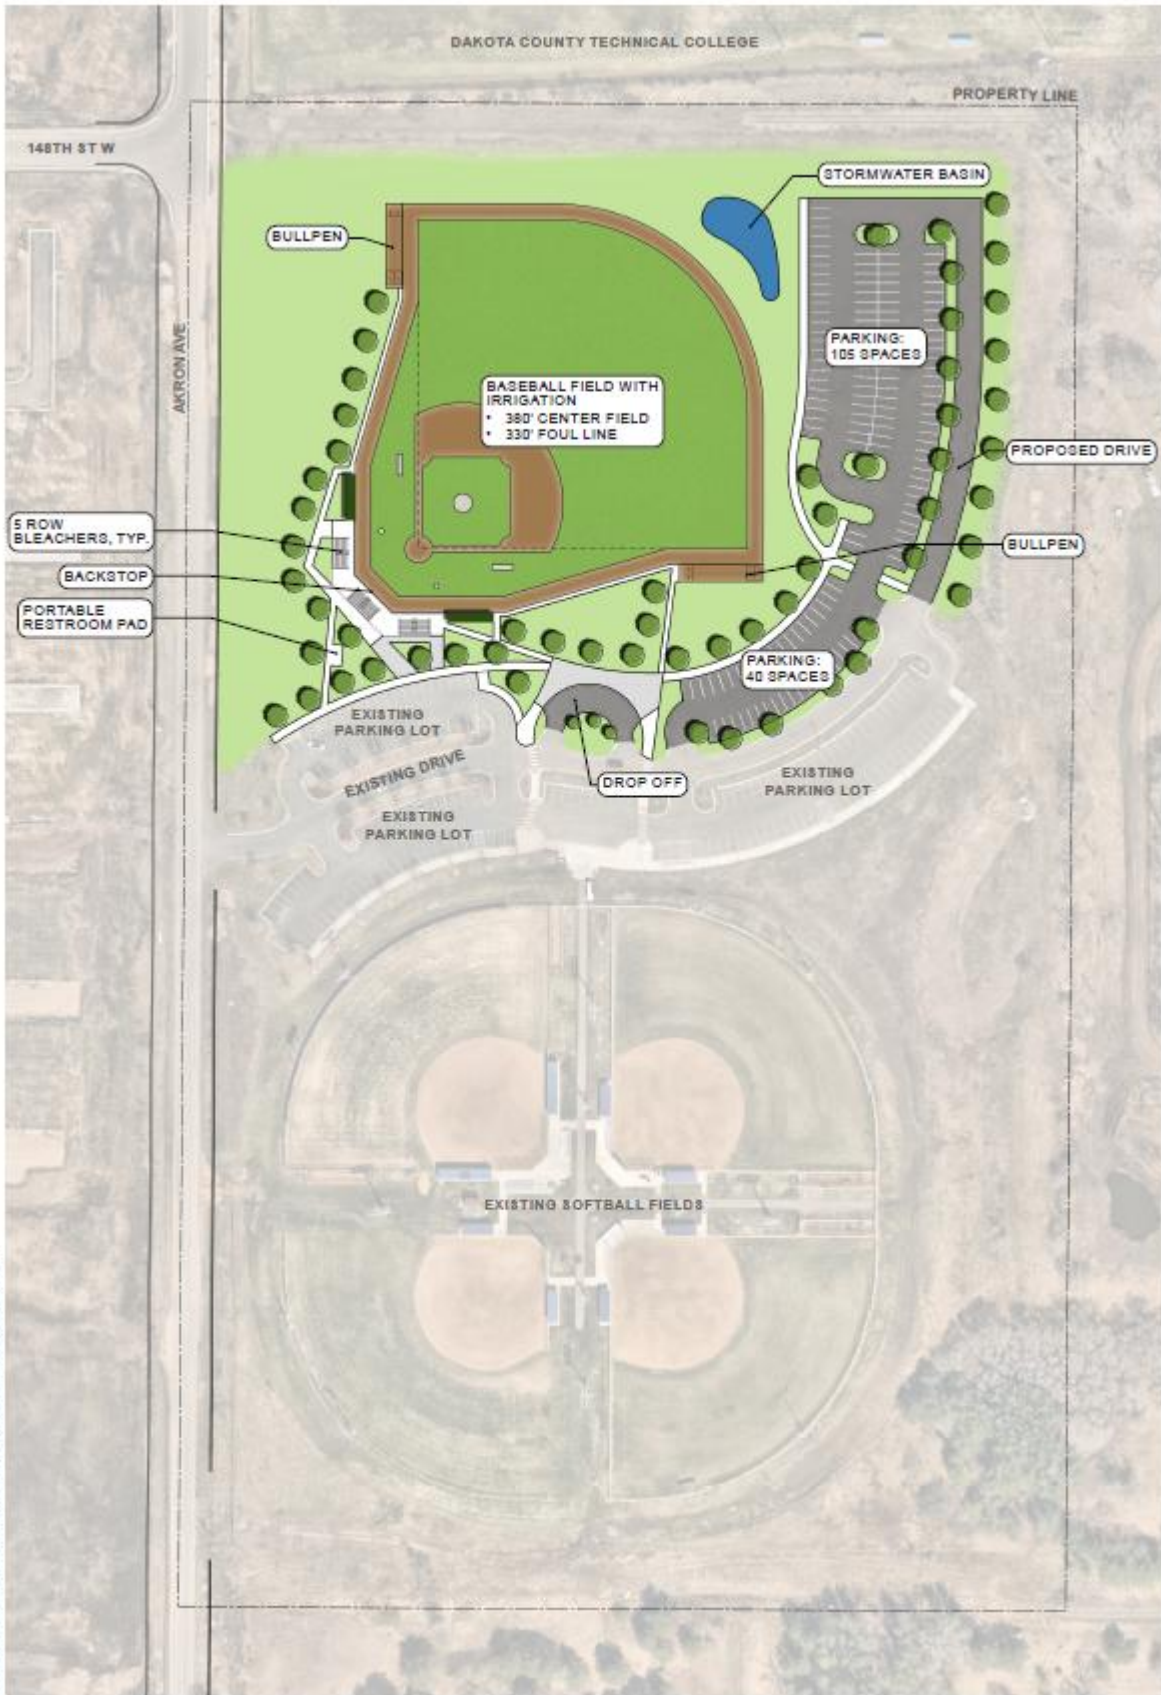 DAKOTA COUNTY TECHNICAL COLLEGE
PROPERTY LINE
148TH ST W
STORMWATER BASIN
BULLPEN
AKRON AVE
PARKING:
105 SPACES
BASEBALL FIELD WITH
IRRIGATION
• 380' CENTER FIELD
• 330' FOUL LINE
PROPOSED DRIVE
5 ROW
BLEACHERS, TYP.
BULLPEN
BACKSTOP
PORTABLE
RESTROOM PAD
PARKING:
40 SPACES
EXISTING
PARKING LOT
EXISTING DRIVE
DROP OFF
EXISTING
PARKING LOT
EXISTING
PARKING LOT
EXISTING SOFTBALL FIELDS